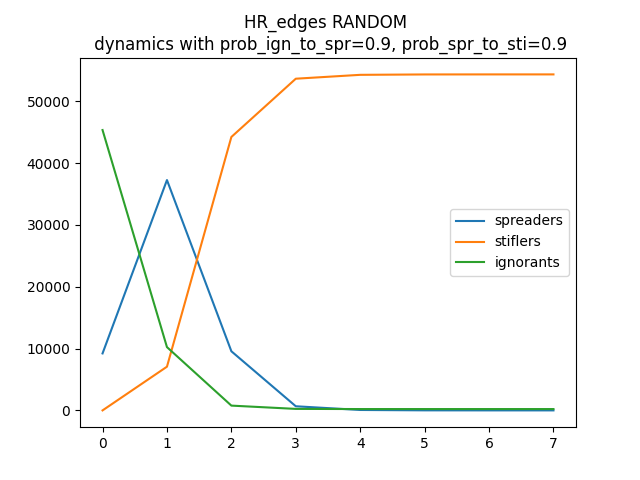 HR_edges RANDOM
dynamics with prob_ign_to_spr=0.9, prob_spr_to_sti=0.9
50000
40000
30000
20000
10000
0
spreaders
stiflers
ignorants
0 1 2 3 4 5 6 7